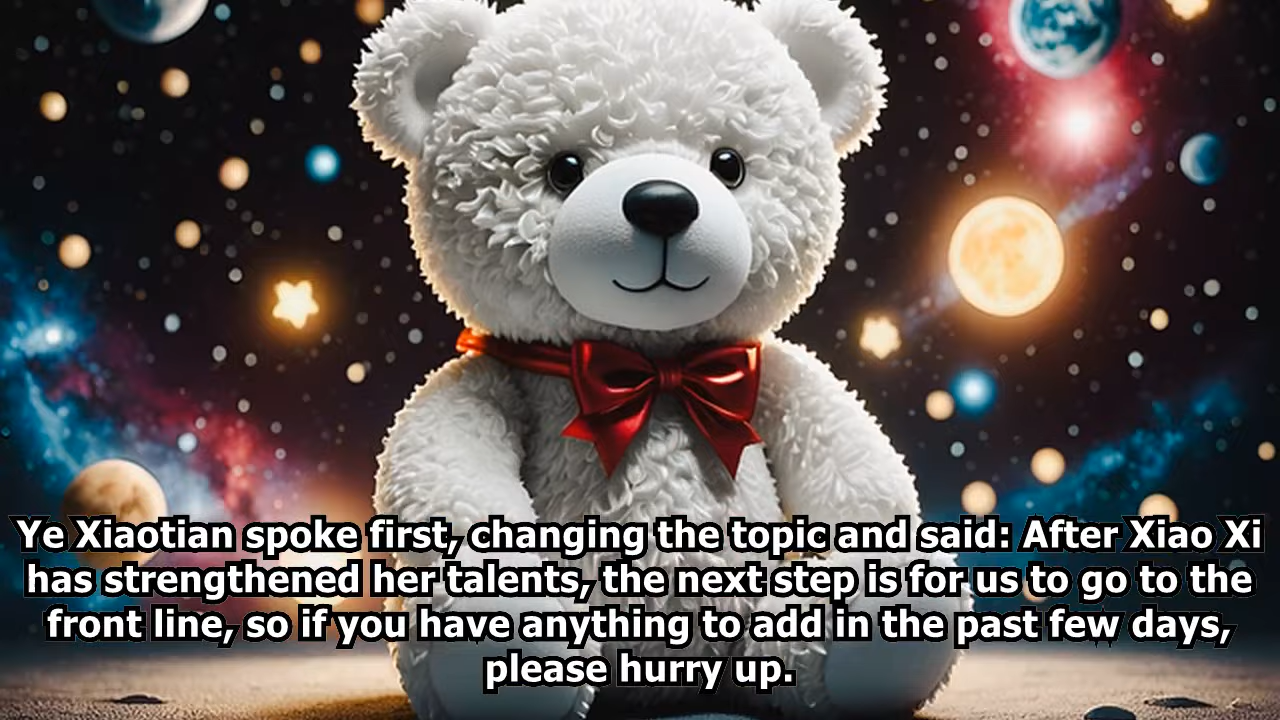 Ye Xiaotian spoke first, changing the topic and said: After Xiao Xi
has strengthened her talents, the next step is for us to go to the
front line, so if you have anything to add in the past few days,
please hurry up.